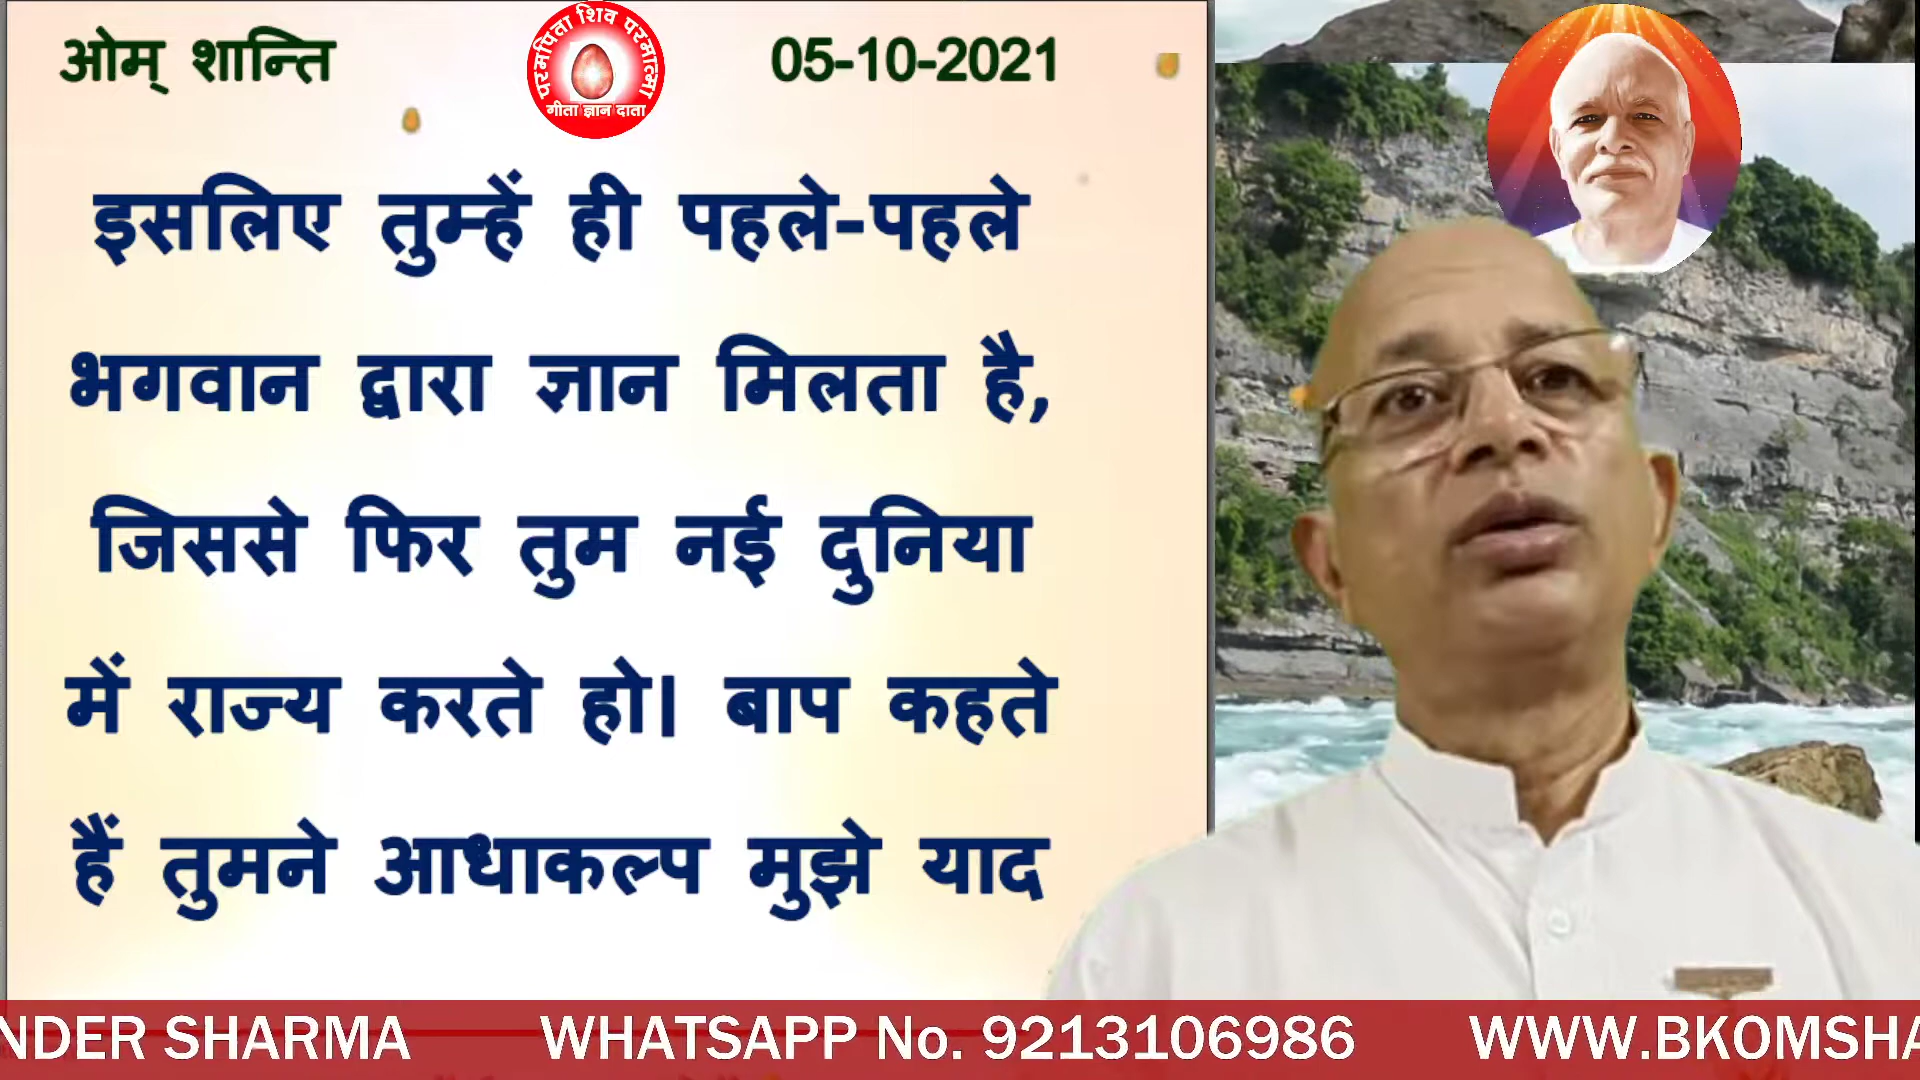 ओम् शान्ति
परमपिता शिव परमात्मा
गीता ज्ञान दाता
05-10-2021
इसलिए तुम्हें ही पहले-पहले
भगवान द्वारा ज्ञान मिलता है,
जिससे फिर तुम नई दुनिया
में राज्य करते हो। बाप कहते
हैं तुमने आधाकल्प मुझे याद
NDER SHARMA WHATSAPP No. 9213106986 WWW.BKOMSHA